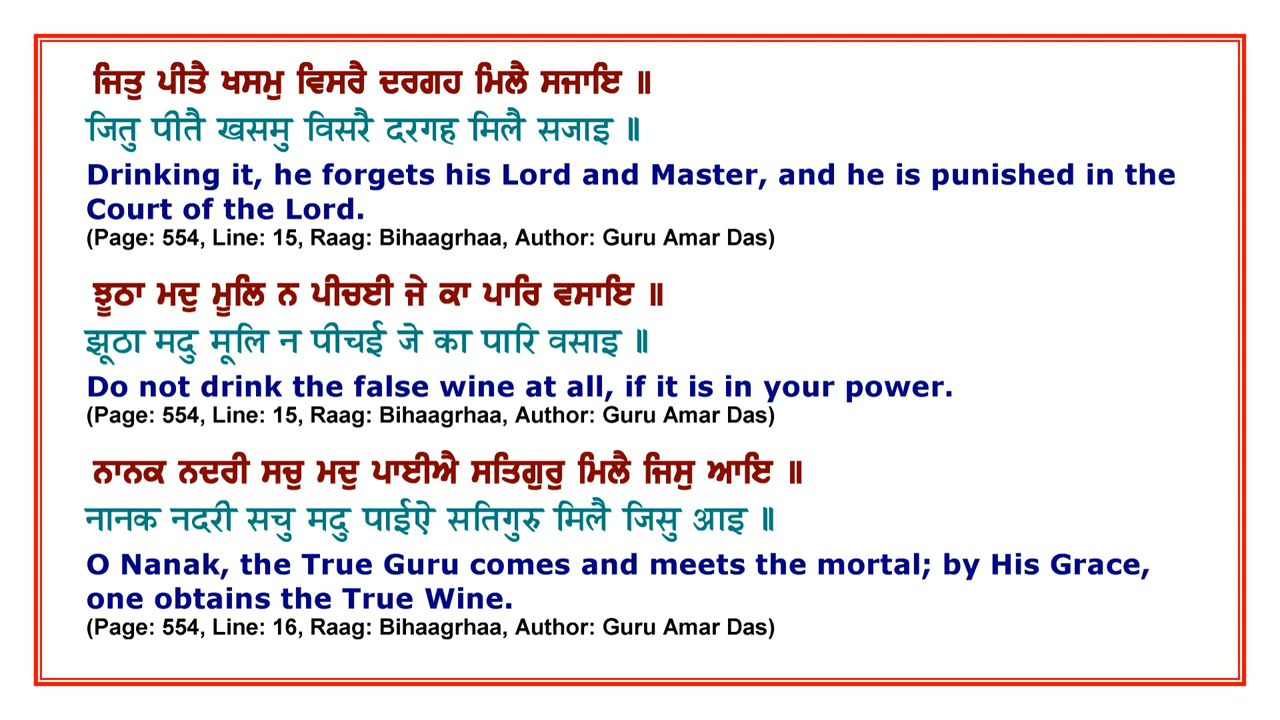 ਜਿਤੁ ਪੀਤੈ ਖਸਮੁ ਵਿਸਰੈ ਦਰਗਹ ਮਿਲੈ ਸਜਾਇ ॥
जितु पीतै खसमु विसरै दरगह मिलै सजाइ ॥
Drinking it, he forgets his Lord and Master, and he is punished in the
Court of the Lord.
(Page: 554, Line: 15, Raag: Bihaagrhaa, Author: Guru Amar Das)
ਝੂਠਾ ਮਦੁ ਮੂਲਿ ਨ ਪੀਚਈ ਜੇ ਕਾ ਪਾਰਿ ਵਸਾਇ ॥
झूठा मदु मूलि न पीचई जे का पारि वसाइ ॥
Do not drink the false wine at all, if it is in your power.
(Page: 554, Line: 15, Raag: Bihaagrhaa, Author: Guru Amar Das)
ਨਾਨਕ ਨਦਰੀ ਸਚੁ ਮਦੁ ਪਾਈਐ ਸਤਿਗੁਰੁ ਮਿਲੈ ਜਿਸੁ ਆਇ ॥
नानक नदरी सचु मदु पाईऐ सतिगुरु मिलै जिसु आइ ॥
O Nanak, the True Guru comes and meets the mortal; by His Grace,
one obtains the True Wine.
(Page: 554, Line: 16, Raag: Bihaagrhaa, Author: Guru Amar Das)